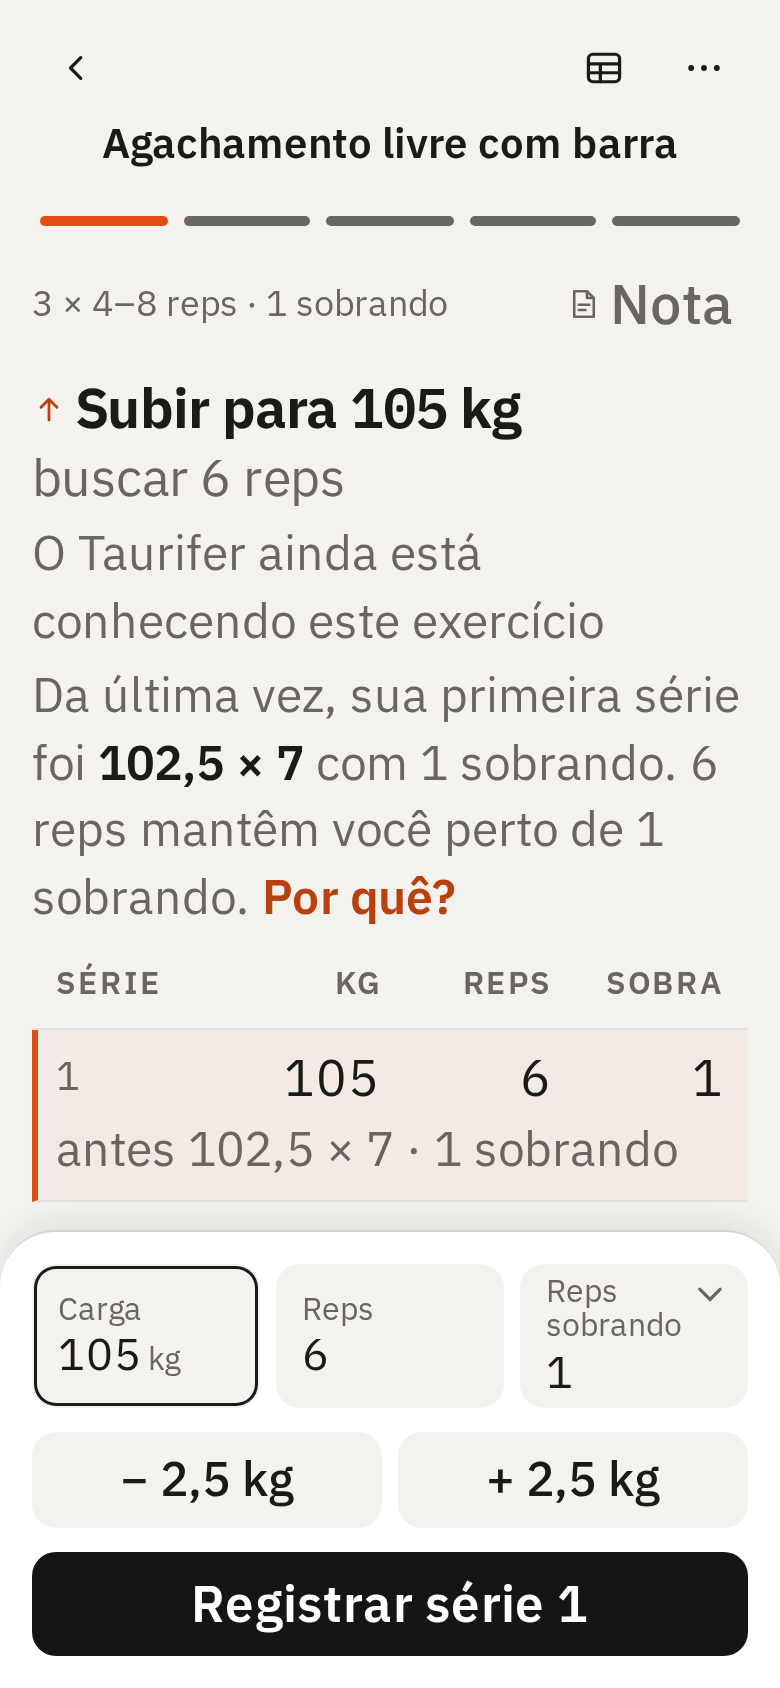 Agachamento livre com barra
3 × 4–8 reps · 1 sobrando
Nota
Subir para 105 kg
buscar 6 reps
O Taurifer ainda está
conhecendo este exercício
Da última vez, sua primeira série
foi 102,5 × 7 com 1 sobrando. 6
reps mantêm você perto de 1
sobrando. Por quê?
SÉRIE KG REPS SOBRA
1 105 6 1
antes 102,5 × 7 · 1 sobrando
Carga
105 kg
Reps
6
Reps
sobrando
1
− 2,5 kg
+ 2,5 kg
Registrar série 1